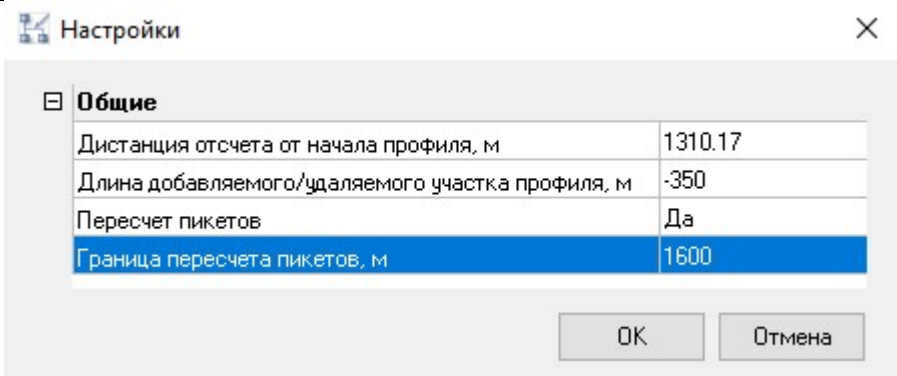 Настройки
Общие
Дистанция отсчета от начала профиля, м 1310.17
Длина добавляемого/удаляемого участка профиля, м -350
Пересчет пикетов Да
Граница пересчета пикетов, м 1600
OK Отмена